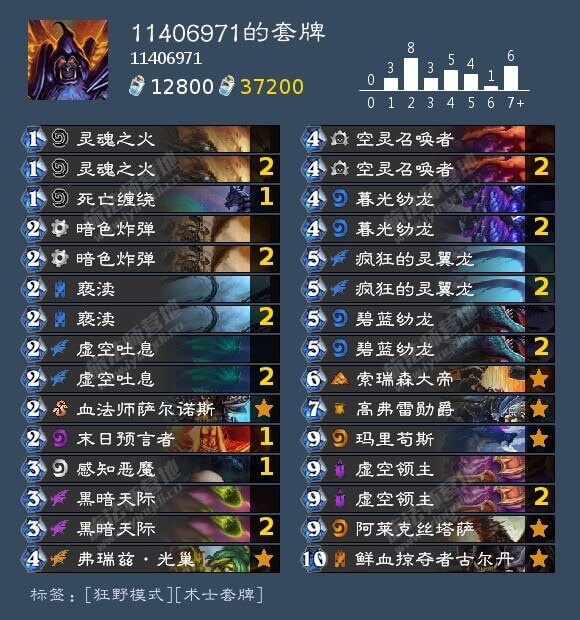 11406971的套牌
11406971
12800 37200
0 3 8 3 5 4 1 6
0 1 2 3 4 5 6 7+
1 灵魂之火
1 灵魂之火 2
1 死亡缠绕 1
2 暗色炸弹
2 暗色炸弹 2
2 亵渎
2 亵渎 2
2 虚空吐息
2 虚空吐息 2
2 血法师萨尔诺斯
2 末日预言者 1
3 感知恶魔 1
3 黑暗天际
3 黑暗天际 2
4 弗瑞兹·光巢
4 空灵召唤者
4 空灵召唤者 2
4 暮光幼龙
4 暮光幼龙 2
5 疯狂的灵翼龙
5 疯狂的灵翼龙 2
5 碧蓝幼龙
5 碧蓝幼龙 2
6 索瑞森大帝
7 高弗雷勋爵
9 玛里苟斯
9 虚空领主
9 虚空领主 2
9 阿莱克丝塔萨
10 鲜血掠夺者古尔丹
标签：[狂野模式][术士套牌]